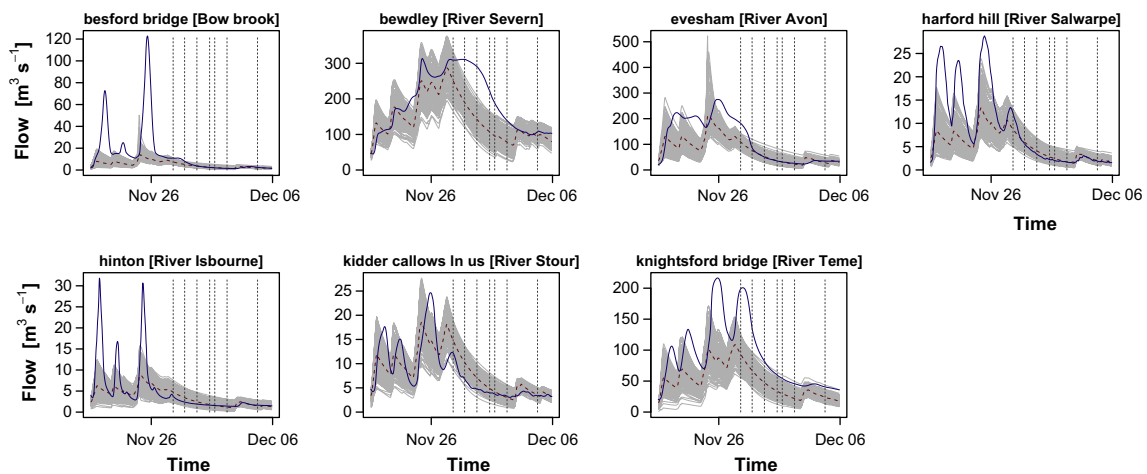 besford bridge [Bow brook]
bewdley [River Severn]
evesham [River Avon]
harford hill [River Salwarpe]
Flow [m³ s⁻¹]
0 20 40 60 80 100 120
0 100 200 300
0 100 200 300 400 500
0 5 10 15 20 25
Nov 26 Dec 06
Nov 26 Dec 06
Nov 26 Dec 06
Nov 26 Dec 06
Time
hinton [River Isbourne]
kidder callows ln us [River Stour]
knightsford bridge [River Teme]
Flow [m³ s⁻¹]
0 5 10 15 20 25 30
0 5 10 15 20 25
0 50 100 150 200
Nov 26 Dec 06
Nov 26 Dec 06
Nov 26 Dec 06
Time
Time
Time